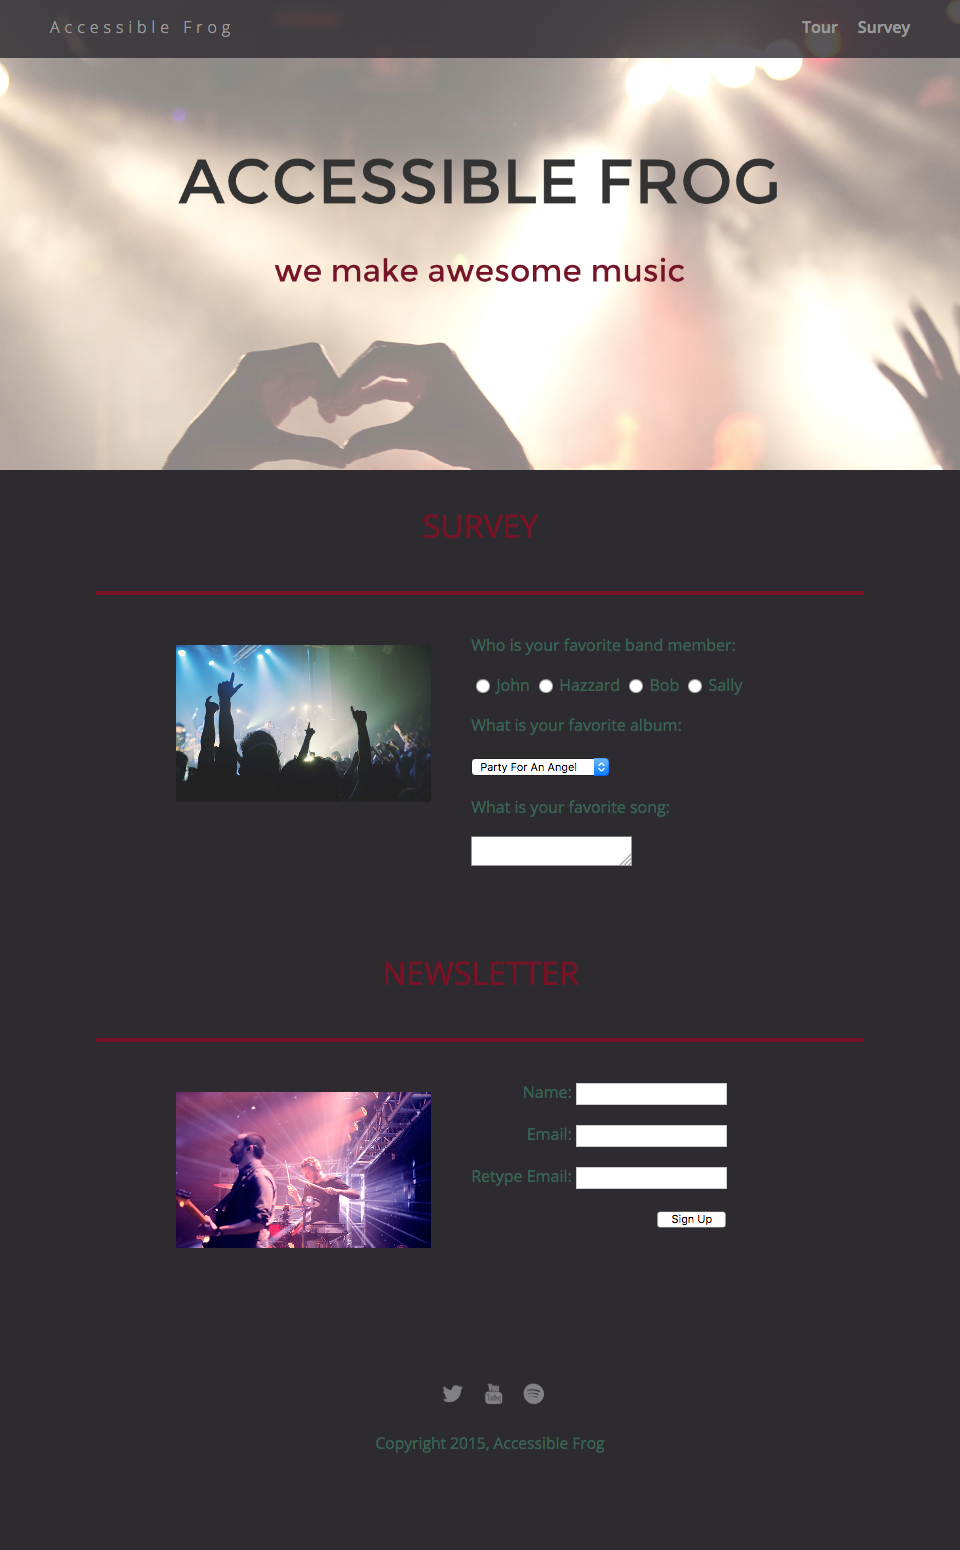 Accessible Frog
Tour Survey
ACCESSIBLE FROG
we make awesome music
SURVEY
Who is your favorite band member:
John Hazzard Bob Sally
What is your favorite album:
Party For An Angel
What is your favorite song:
NEWSLETTER
Name:
Email:
Retype Email:
Sign Up
You Tube
Copyright 2015, Accessible Frog